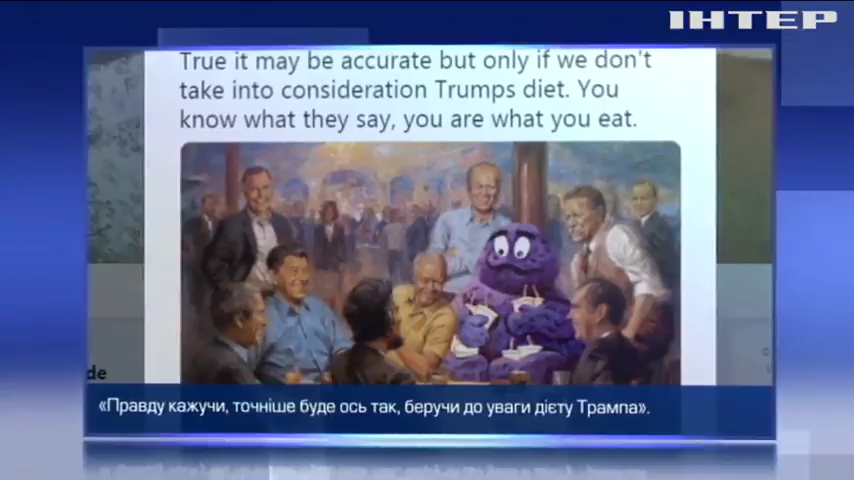 ІНТЕР
True it may be accurate but only if we don't
take into consideration Trumps diet. You
know what they say, you are what you eat.
de
«Правду кажучи, точніше буде ось так, беручи до уваги дієту Трампа».